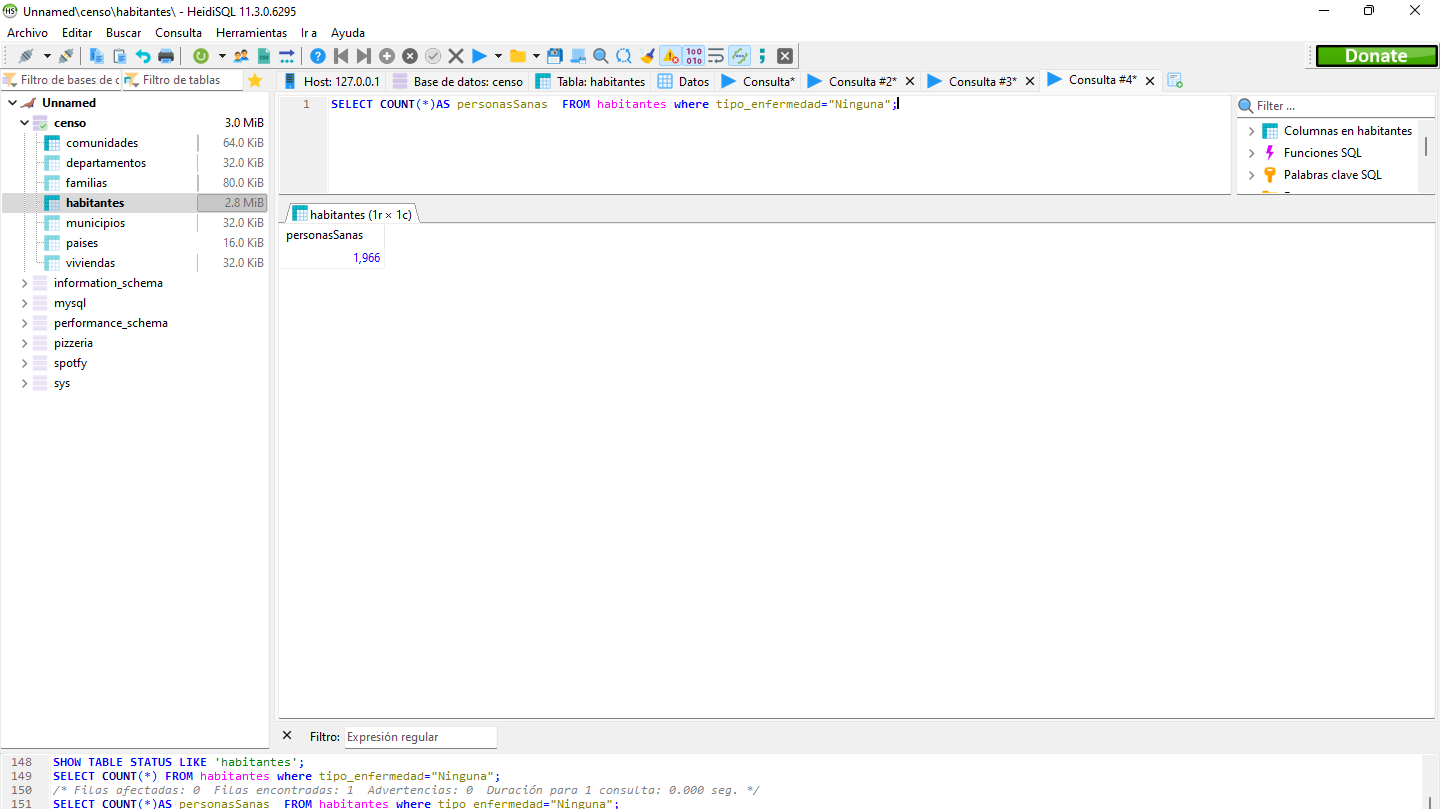 Unnamed\censo\habitantes\ - HeidiSQL 11.3.0.6295
Archivo Editar Buscar Consulta Herramientas Ir a Ayuda
Donate
Filtro de bases de d Filtro de tablas
Host: 127.0.0.1 Base de datos: censo Tabla: habitantes Datos Consulta* Consulta #2* Consulta #3* Consulta #4*
Unnamed
censo 3.0 MiB
comunidades 64.0 KiB
departamentos 32.0 KiB
familias 80.0 KiB
habitantes 2.8 MiB
municipios 32.0 KiB
paises 16.0 KiB
viviendas 32.0 KiB
information_schema
mysql
performance_schema
pizzeria
spotfy
sys
1 SELECT COUNT(*)AS personasSanas  FROM habitantes where tipo_enfermedad="Ninguna";
Filter ...
Columnas en habitantes
Funciones SQL
Palabras clave SQL
habitantes (1r × 1c)
personasSanas
1,966
Filtro: Expresión regular
148 SHOW TABLE STATUS LIKE 'habitantes';
149 SELECT COUNT(*) FROM habitantes where tipo_enfermedad="Ninguna";
150 /* Filas afectadas: 0  Filas encontradas: 1  Advertencias: 0  Duración para 1 consulta: 0.000 seg. */
151 SELECT COUNT(*)AS personasSanas  FROM habitantes where tipo_enfermedad="Ninguna";